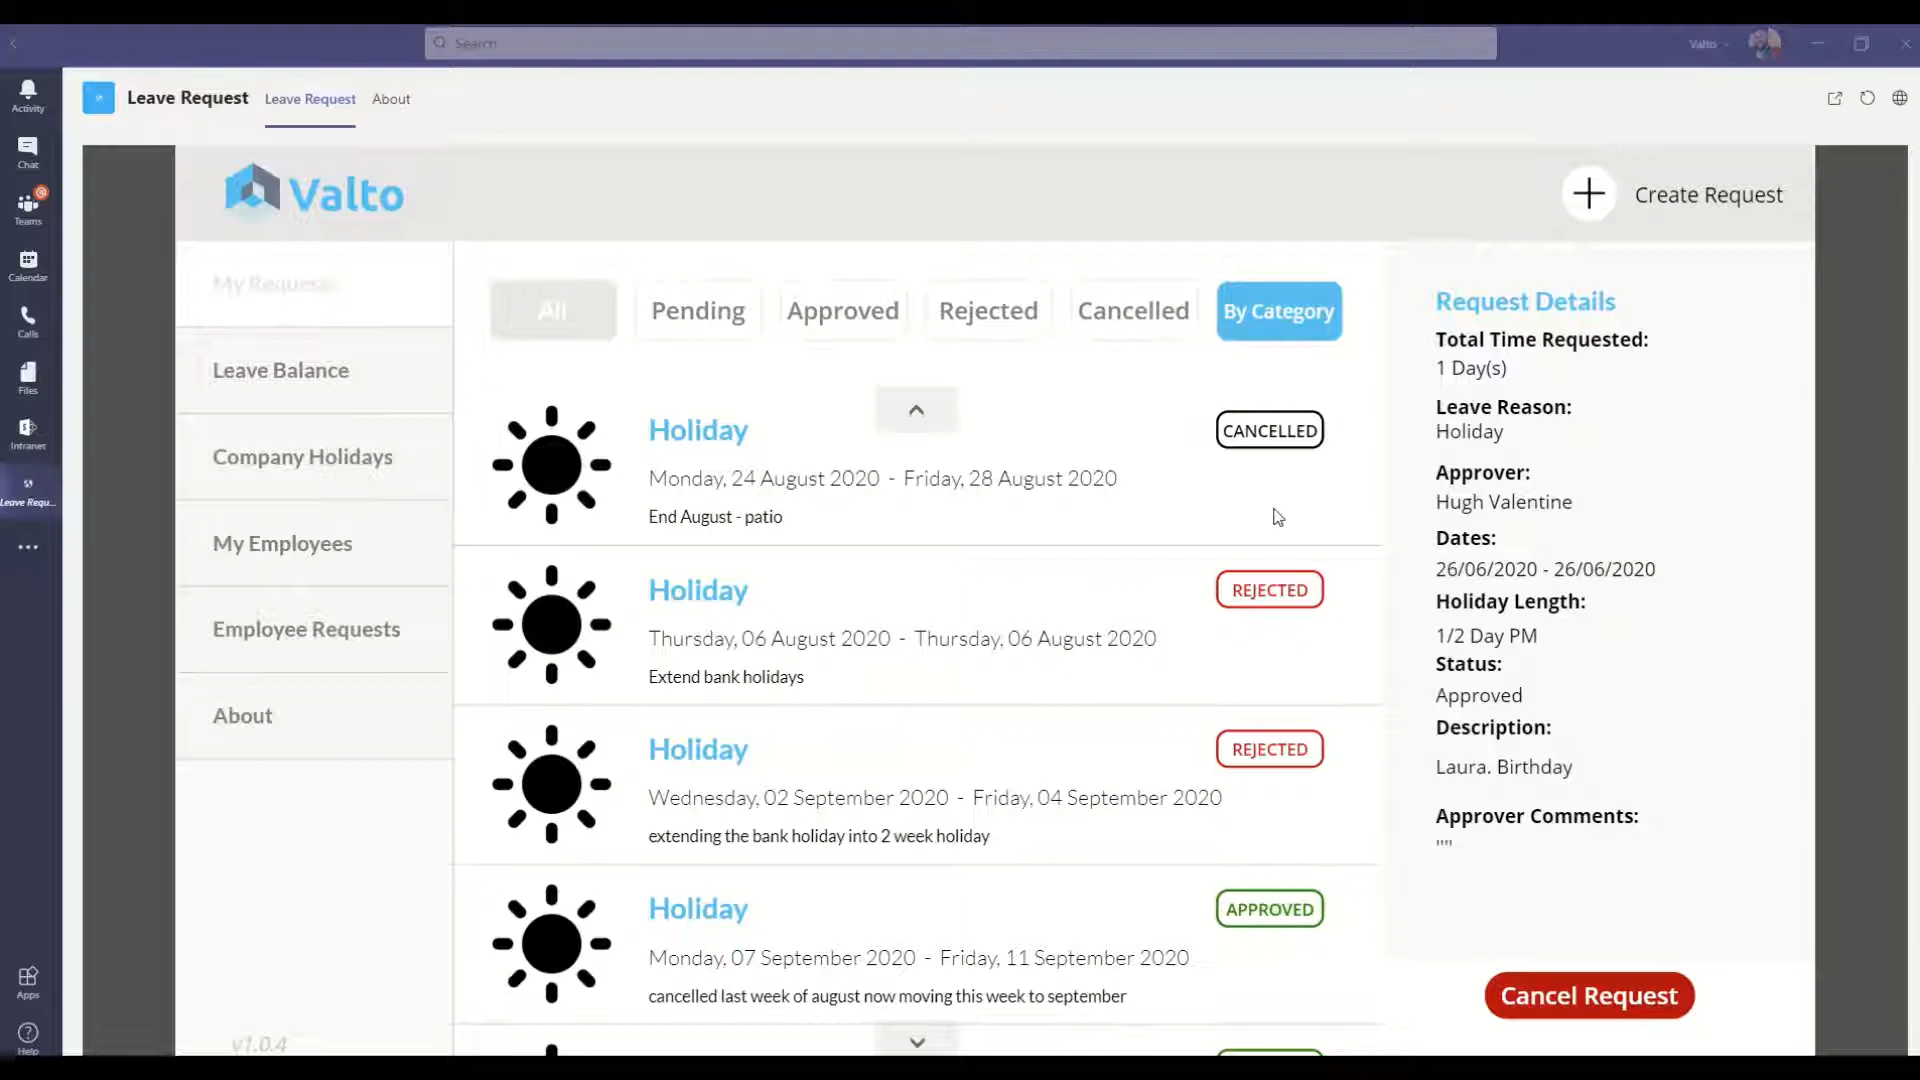 Search
Valto
Activity
Chat
Teams
Calendar
Calls
Files
Intranet
Leave Requ...
Apps
Help
Leave Request
Leave Request
About
Valto
Create Request
My Requests
Leave Balance
Company Holidays
My Employees
Employee Requests
About
v1.0.4
All
Pending
Approved
Rejected
Cancelled
By Category
Holiday
CANCELLED
Monday, 24 August 2020 - Friday, 28 August 2020
End August - patio
Holiday
REJECTED
Thursday, 06 August 2020 - Thursday, 06 August 2020
Extend bank holidays
Holiday
REJECTED
Wednesday, 02 September 2020 - Friday, 04 September 2020
extending the bank holiday into 2 week holiday
Holiday
APPROVED
Monday, 07 September 2020 - Friday, 11 September 2020
cancelled last week of august now moving this week to september
Request Details
Total Time Requested:
1 Day(s)
Leave Reason:
Holiday
Approver:
Hugh Valentine
Dates:
26/06/2020 - 26/06/2020
Holiday Length:
1/2 Day PM
Status:
Approved
Description:
Laura. Birthday
Approver Comments:
""
Cancel Request